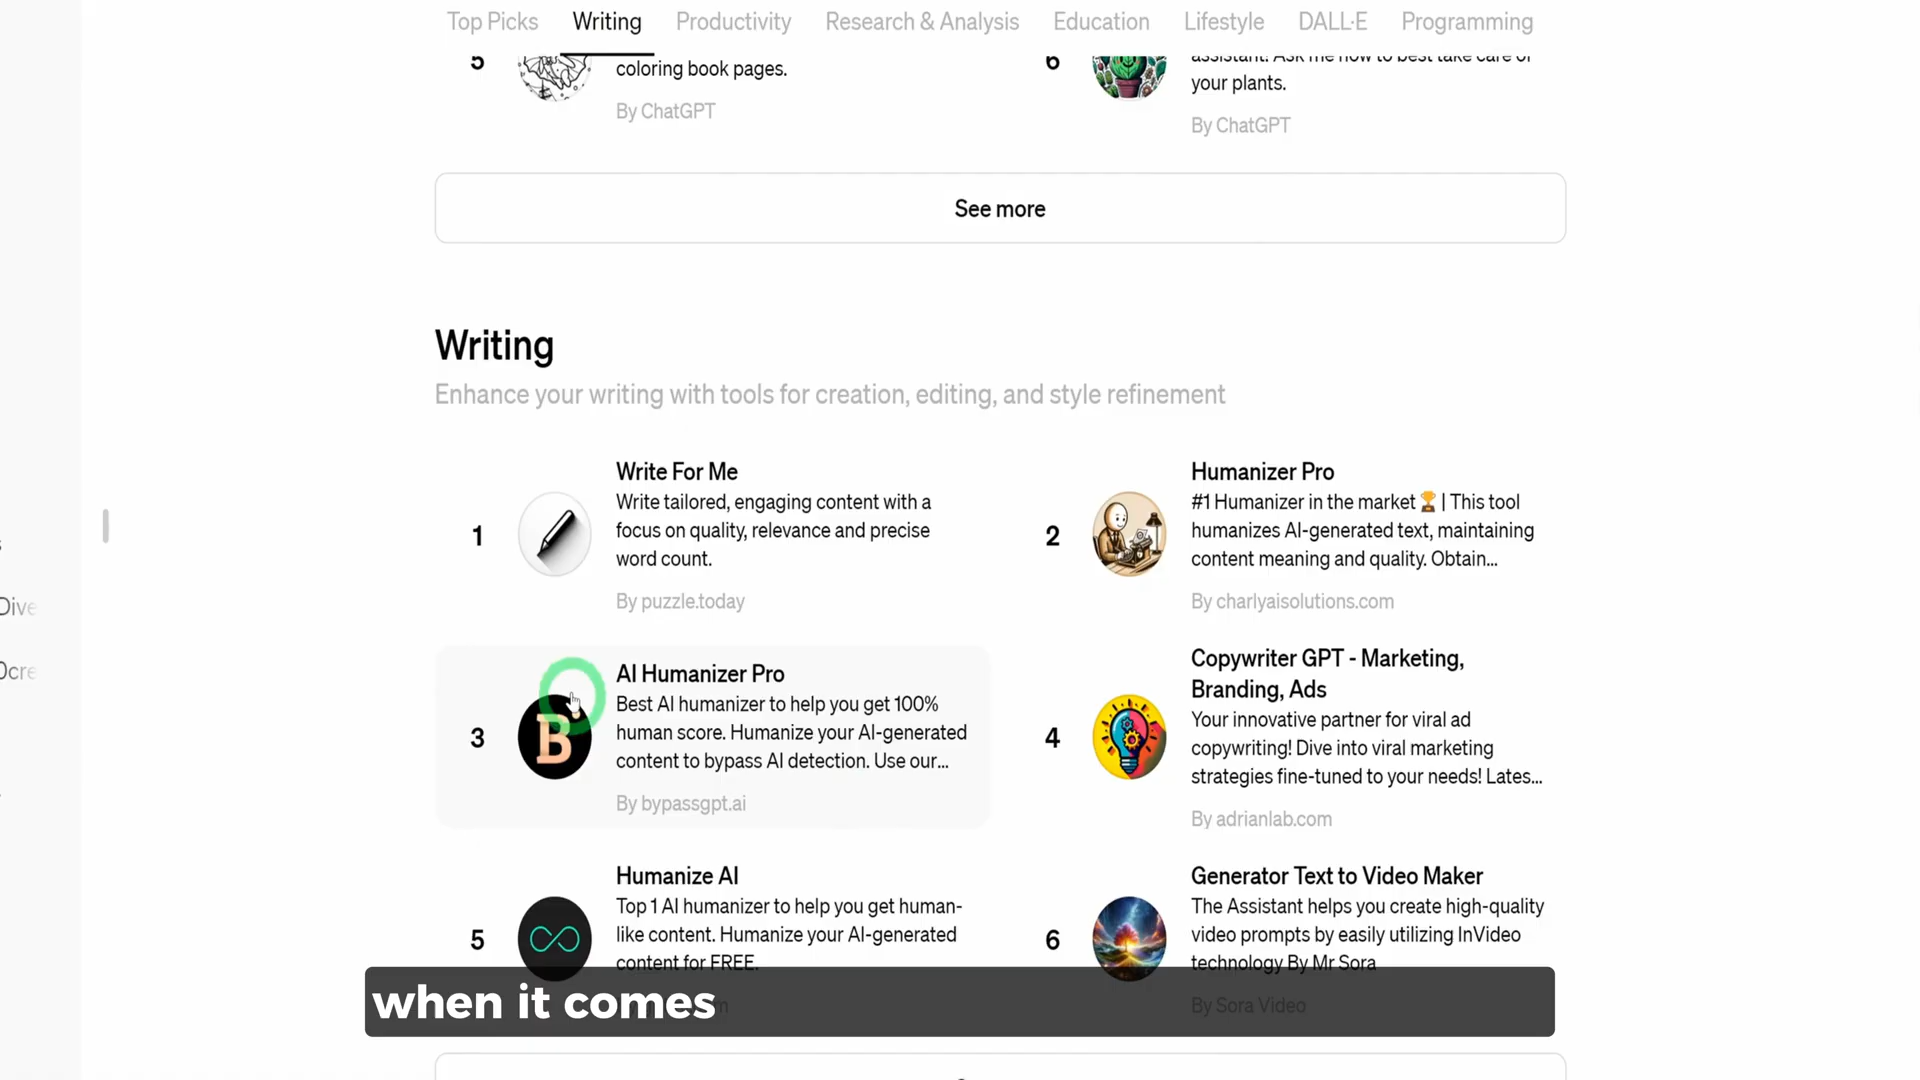 Top Picks Writing Productivity Research & Analysis Education Lifestyle DALL·E Programming
5
coloring book pages.
By ChatGPT
6
assistant! Ask me how to best take care of
your plants.
By ChatGPT
See more
Writing
Enhance your writing with tools for creation, editing, and style refinement
1
Write For Me
Write tailored, engaging content with a
focus on quality, relevance and precise
word count.
By puzzle.today
2
Humanizer Pro
#1 Humanizer in the market🏆 | This tool
humanizes AI-generated text, maintaining
content meaning and quality. Obtain...
By charlyaisolutions.com
3
B
AI Humanizer Pro
Best AI humanizer to help you get 100%
human score. Humanize your AI-generated
content to bypass AI detection. Use our...
By bypassgpt.ai
4
Copywriter GPT - Marketing,
Branding, Ads
Your innovative partner for viral ad
copywriting! Dive into viral marketing
strategies fine-tuned to your needs! Lates...
By adrianlab.com
5
Humanize AI
Top 1 AI humanizer to help you get human-
like content. Humanize your AI-generated
content for FREE.
6
Generator Text to Video Maker
The Assistant helps you create high-quality
video prompts by easily utilizing InVideo
technology By Mr Sora
By Sora Video
when it comes